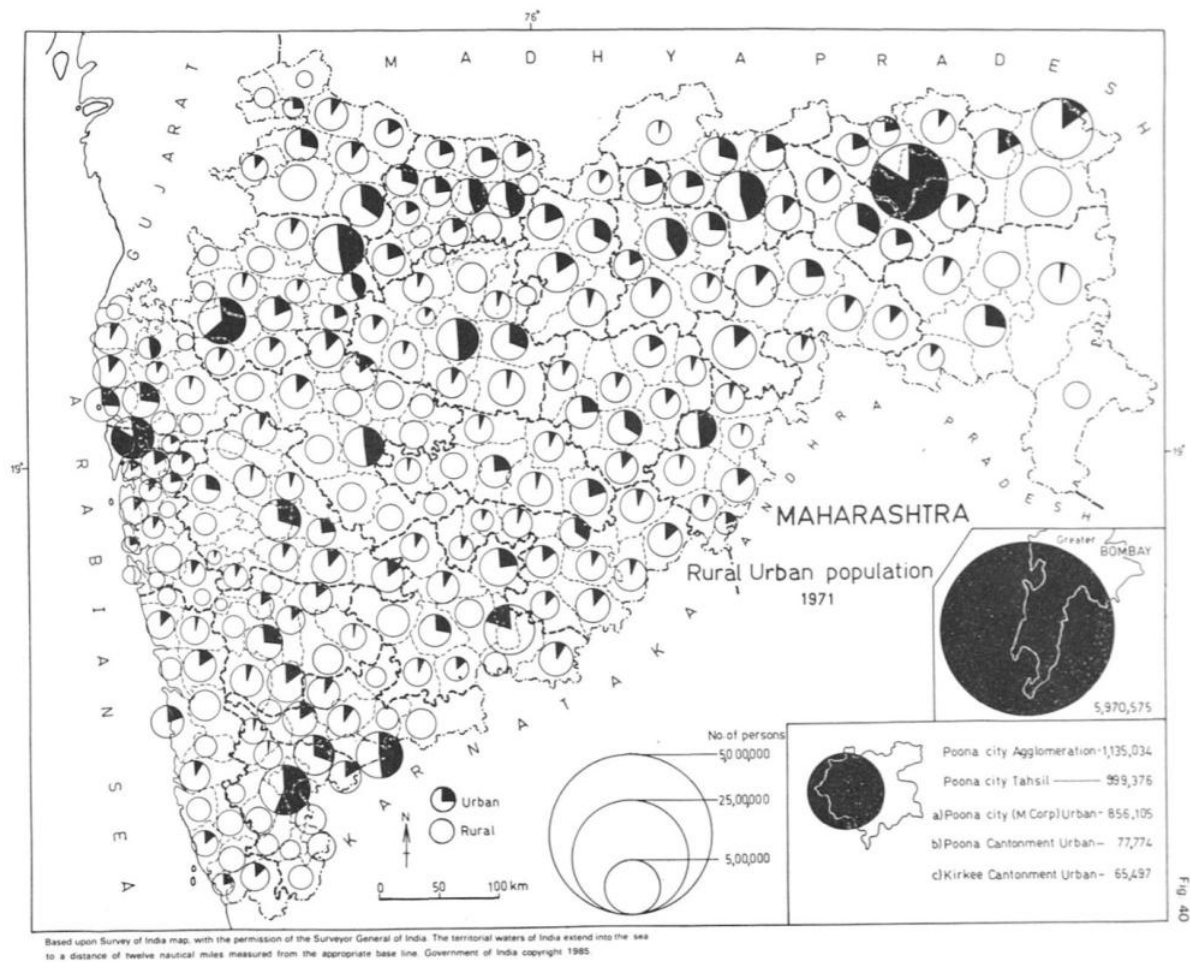 76°
MADHYA PRADESH
GUJARAT
ARABIAN SEA
19°
19°
ANDHRA PRADESH
KARNATAKA
MAHARASHTRA
Rural Urban population
1971
Greater
BOMBAY
5,970,575
No. of persons
5,0 00,000
25,00,000
5,00,000
Urban
Rural
N
0 50 100 km
Poona city Agglomeration-1,135,034
Poona city Tahsil — 999,376
a) Poona city (M Corp) Urban- 856,105
b) Poona Cantonment Urban— 77,774
c) Kirkee Cantonment Urban- 65,497
Fig 40
Based upon Survey of India map, with the permission of the Surveyor General of India. The territorial waters of India extend into the sea
to a distance of twelve nautical miles measured from the appropriate base line. Government of India copyright 1985